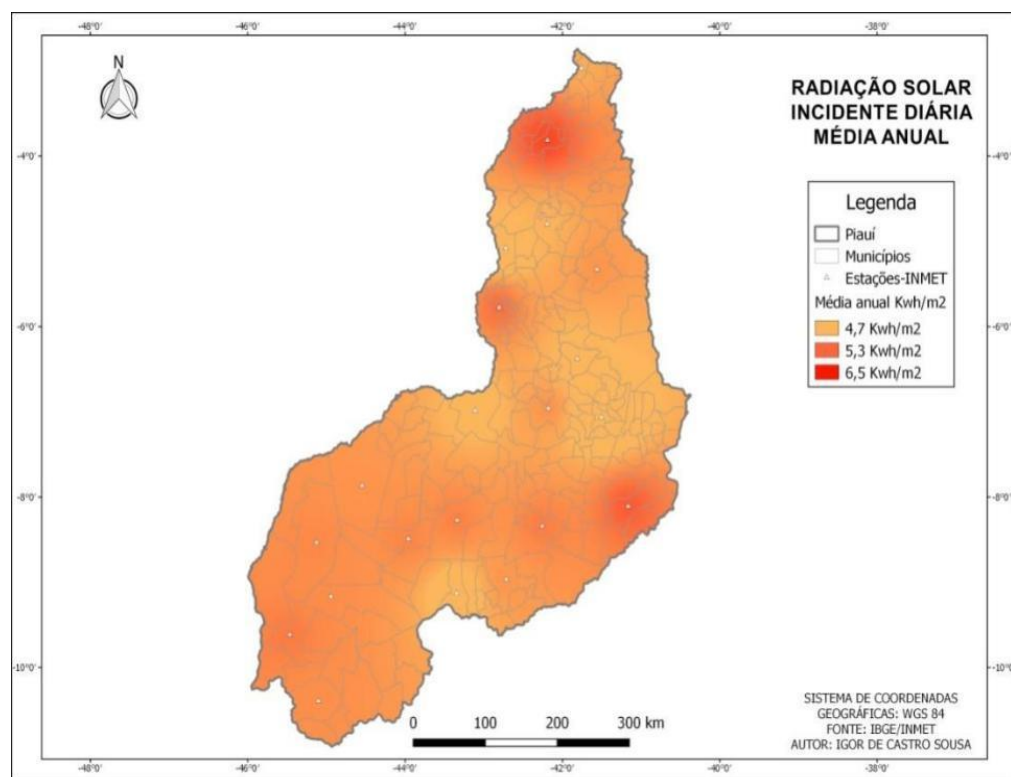 -48°0' -46°0' -44°0' -42°0' -40°0' -38°0'
N
RADIAÇÃO SOLAR
INCIDENTE DIÁRIA
MÉDIA ANUAL
-4°0' -4°0'
Legenda
Piauí
Municípios
Estações-INMET
Média anual Kwh/m2
4,7 Kwh/m2
5,3 Kwh/m2
6,5 Kwh/m2
-6°0' -6°0'
-8°0' -8°0'
-10°0' -10°0'
0 100 200 300 km
SISTEMA DE COORDENADAS
GEOGRÁFICAS: WGS 84
FONTE: IBGE/INMET
AUTOR: IGOR DE CASTRO SOUSA
-48°0' -46°0' -44°0' -42°0' -40°0' -38°0'